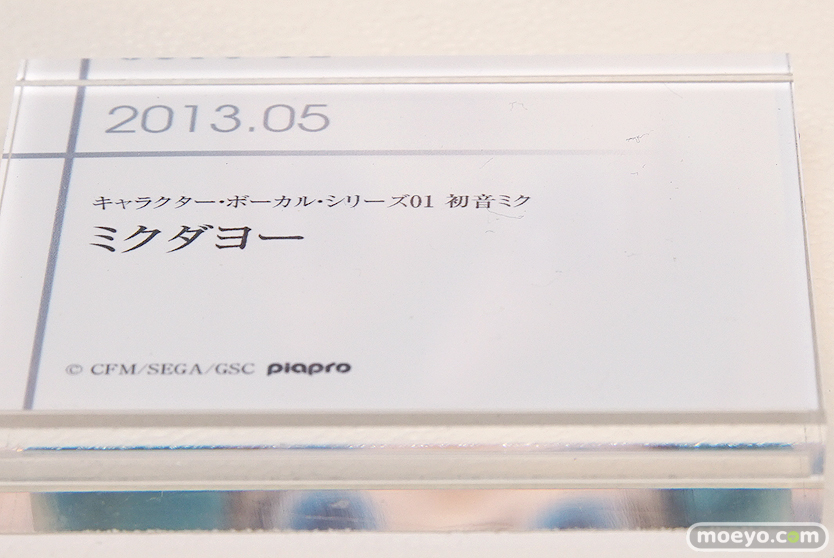 2013.05
キャラクター・ボーカル・シリーズ01 初音ミク
ミクダヨー
© CFM/SEGA/GSC piapro
moeyo.com